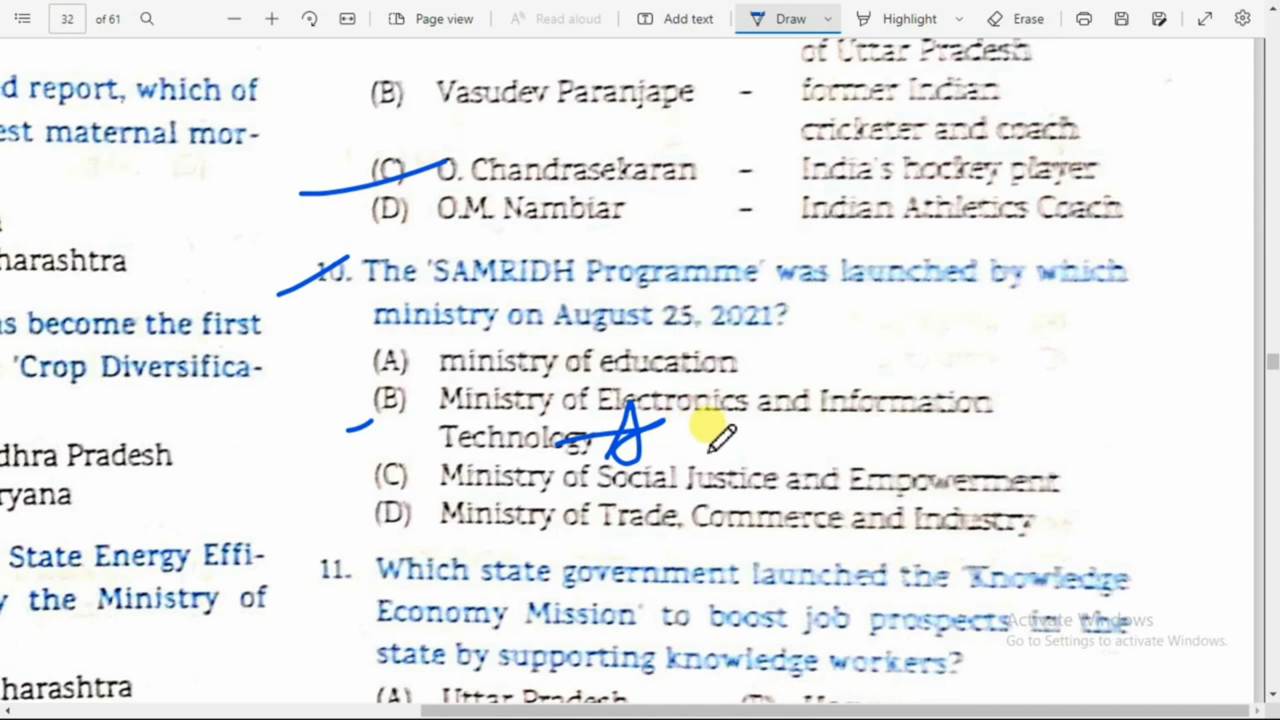 32 of 61 Page view Read aloud Add text Draw Highlight Erase
of Uttar Pradesh
d report, which of
(B) Vasudev Paranjape - former Indian
est maternal mor-
cricketer and coach
(C) O. Chandrasekaran - India's hockey player
(D) O.M. Nambiar - Indian Athletics Coach
harashtra
10. The 'SAMRIDH Programme' was launched by which
ministry on August 25, 2021?
s become the first
'Crop Diversifica-
(A) ministry of education
(B) Ministry of Electronics and Information
Technology
dhra Pradesh
(C) Ministry of Social Justice and Empowerment
ryana
(D) Ministry of Trade, Commerce and Industry
State Energy Effi-
y the Ministry of
11. Which state government launched the 'Knowledge
Economy Mission' to boost job prospects in the
state by supporting knowledge workers?
Activate Windows
Go to Settings to activate Windows.
harashtra
(A) Uttar Pradesh